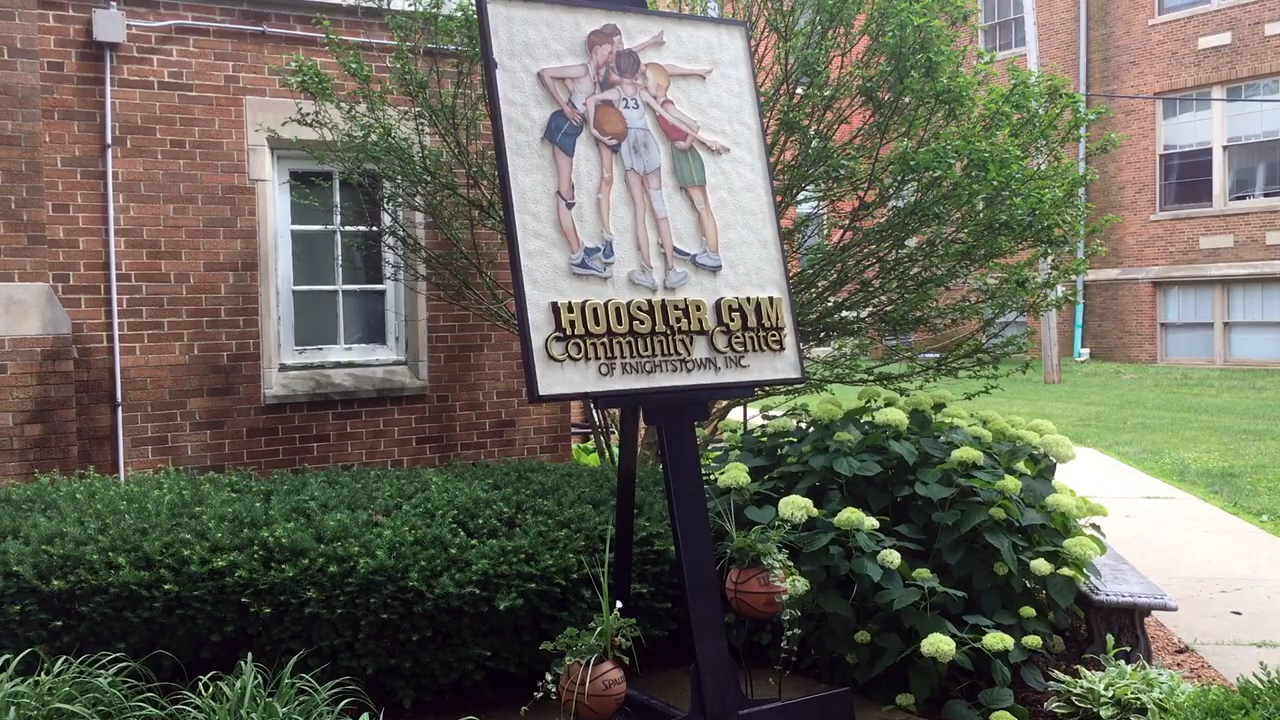 23
HOOSIER GYM
Community Center
OF KNIGHTSTOWN, INC.
SPALDING